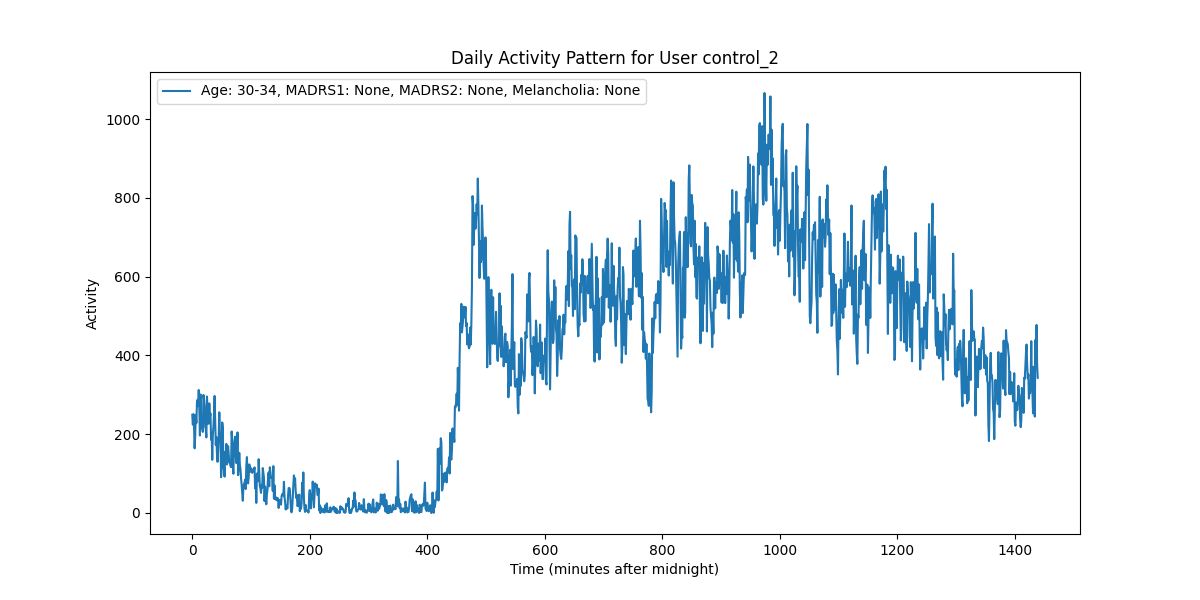 Daily Activity Pattern for User control_2
Age: 30-34, MADRS1: None, MADRS2: None, Melancholia: None
1000
800
600
400
200
0
Activity
0 200 400 600 800 1000 1200 1400
Time (minutes after midnight)